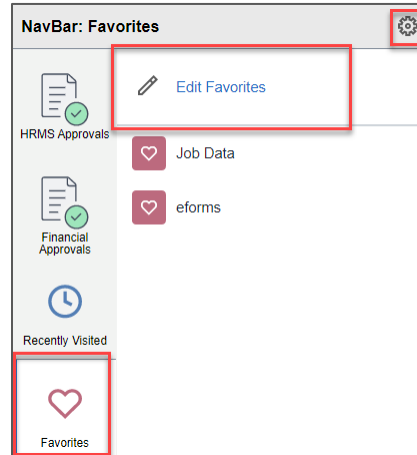 NavBar: Favorites
Edit Favorites
HRMS Approvals
Job Data
eforms
Financial
Approvals
Recently Visited
Favorites